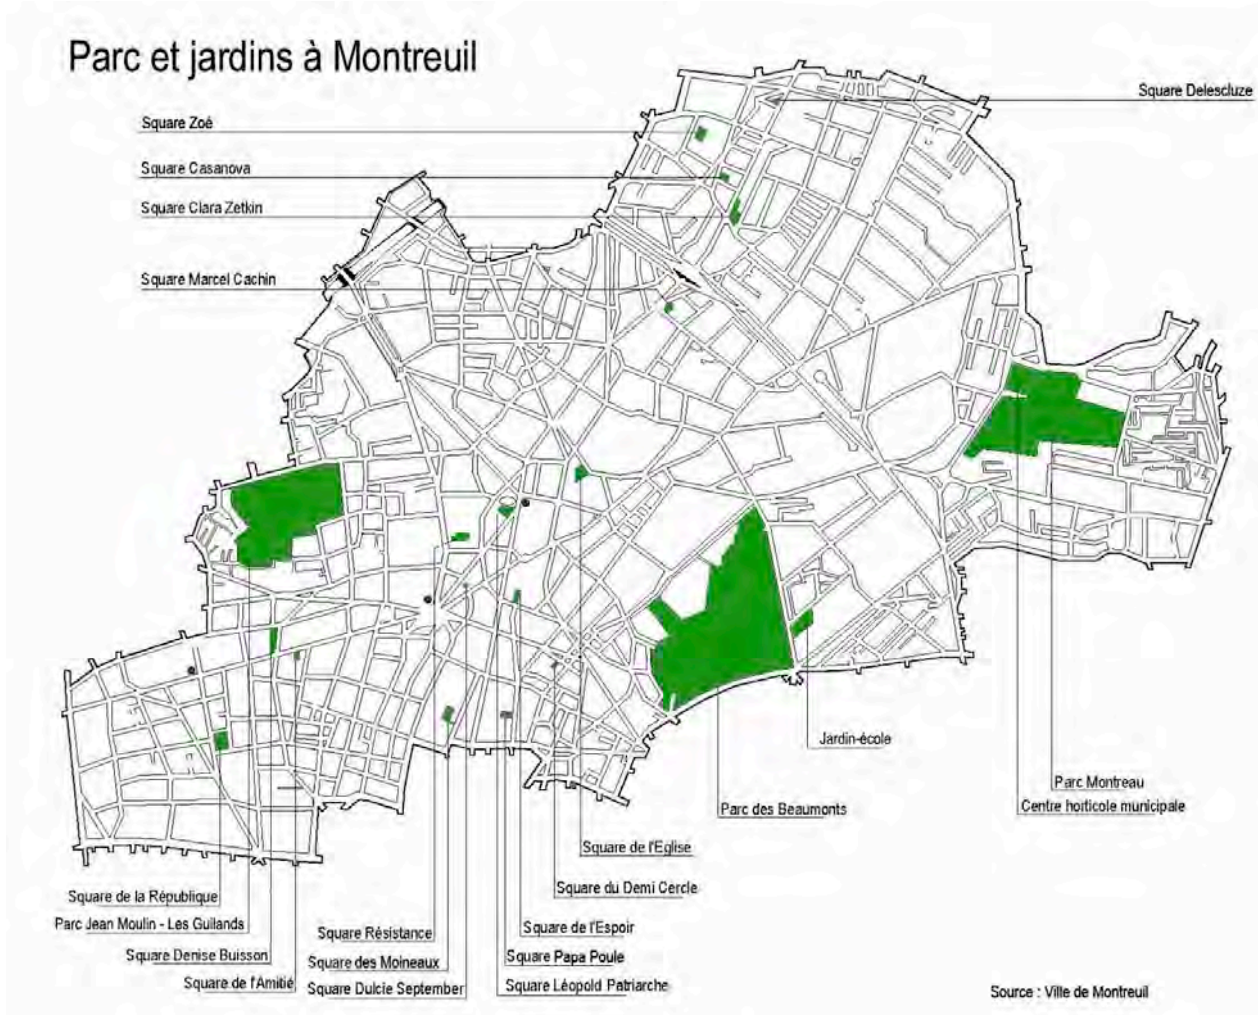 Parc et jardins à Montreuil
Square Delescluze
Square Zoé
Square Casanova
Square Clara Zetkin
Square Marcel Cachin
Jardin-école
Parc Montreau
Centre horticole municipale
Parc des Beaumonts
Square de l'Eglise
Square du Demi Cercle
Square de la République
Parc Jean Moulin - Les Guilands
Square Denise Buisson
Square de l'Amitié
Square Résistance
Square des Moineaux
Square Dulcie September
Square de l'Espoir
Square Papa Poule
Square Léopold Patriarche
Source : Ville de Montreuil